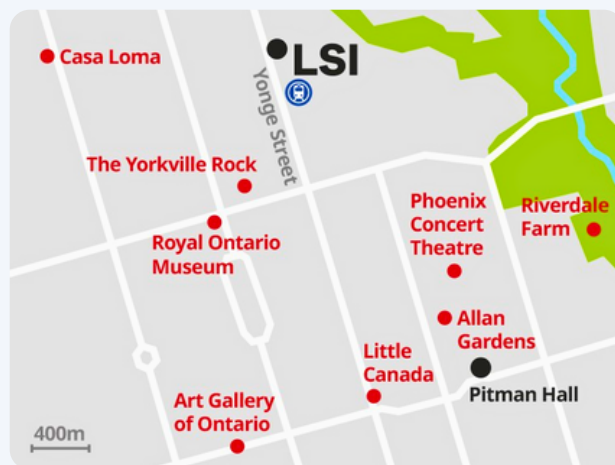 Casa Loma
LSI
Yonge Street
The Yorkville Rock
Royal Ontario
Museum
Phoenix
Concert
Theatre
Riverdale
Farm
Allan
Gardens
Little
Canada
Pitman Hall
Art Gallery
of Ontario
400m